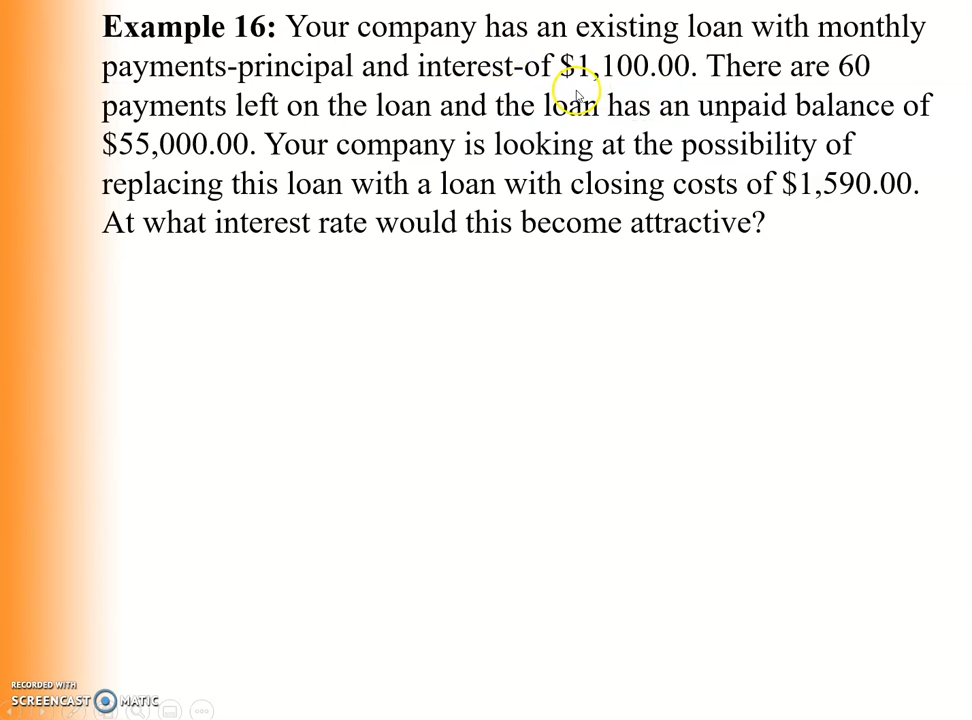 Example 16: Your company has an existing loan with monthly
payments-principal and interest-of $1,100.00. There are 60
payments left on the loan and the loan has an unpaid balance of
$55,000.00. Your company is looking at the possibility of
replacing this loan with a loan with closing costs of $1,590.00.
At what interest rate would this become attractive?
RECORDED WITH
SCREENCAST MATIC